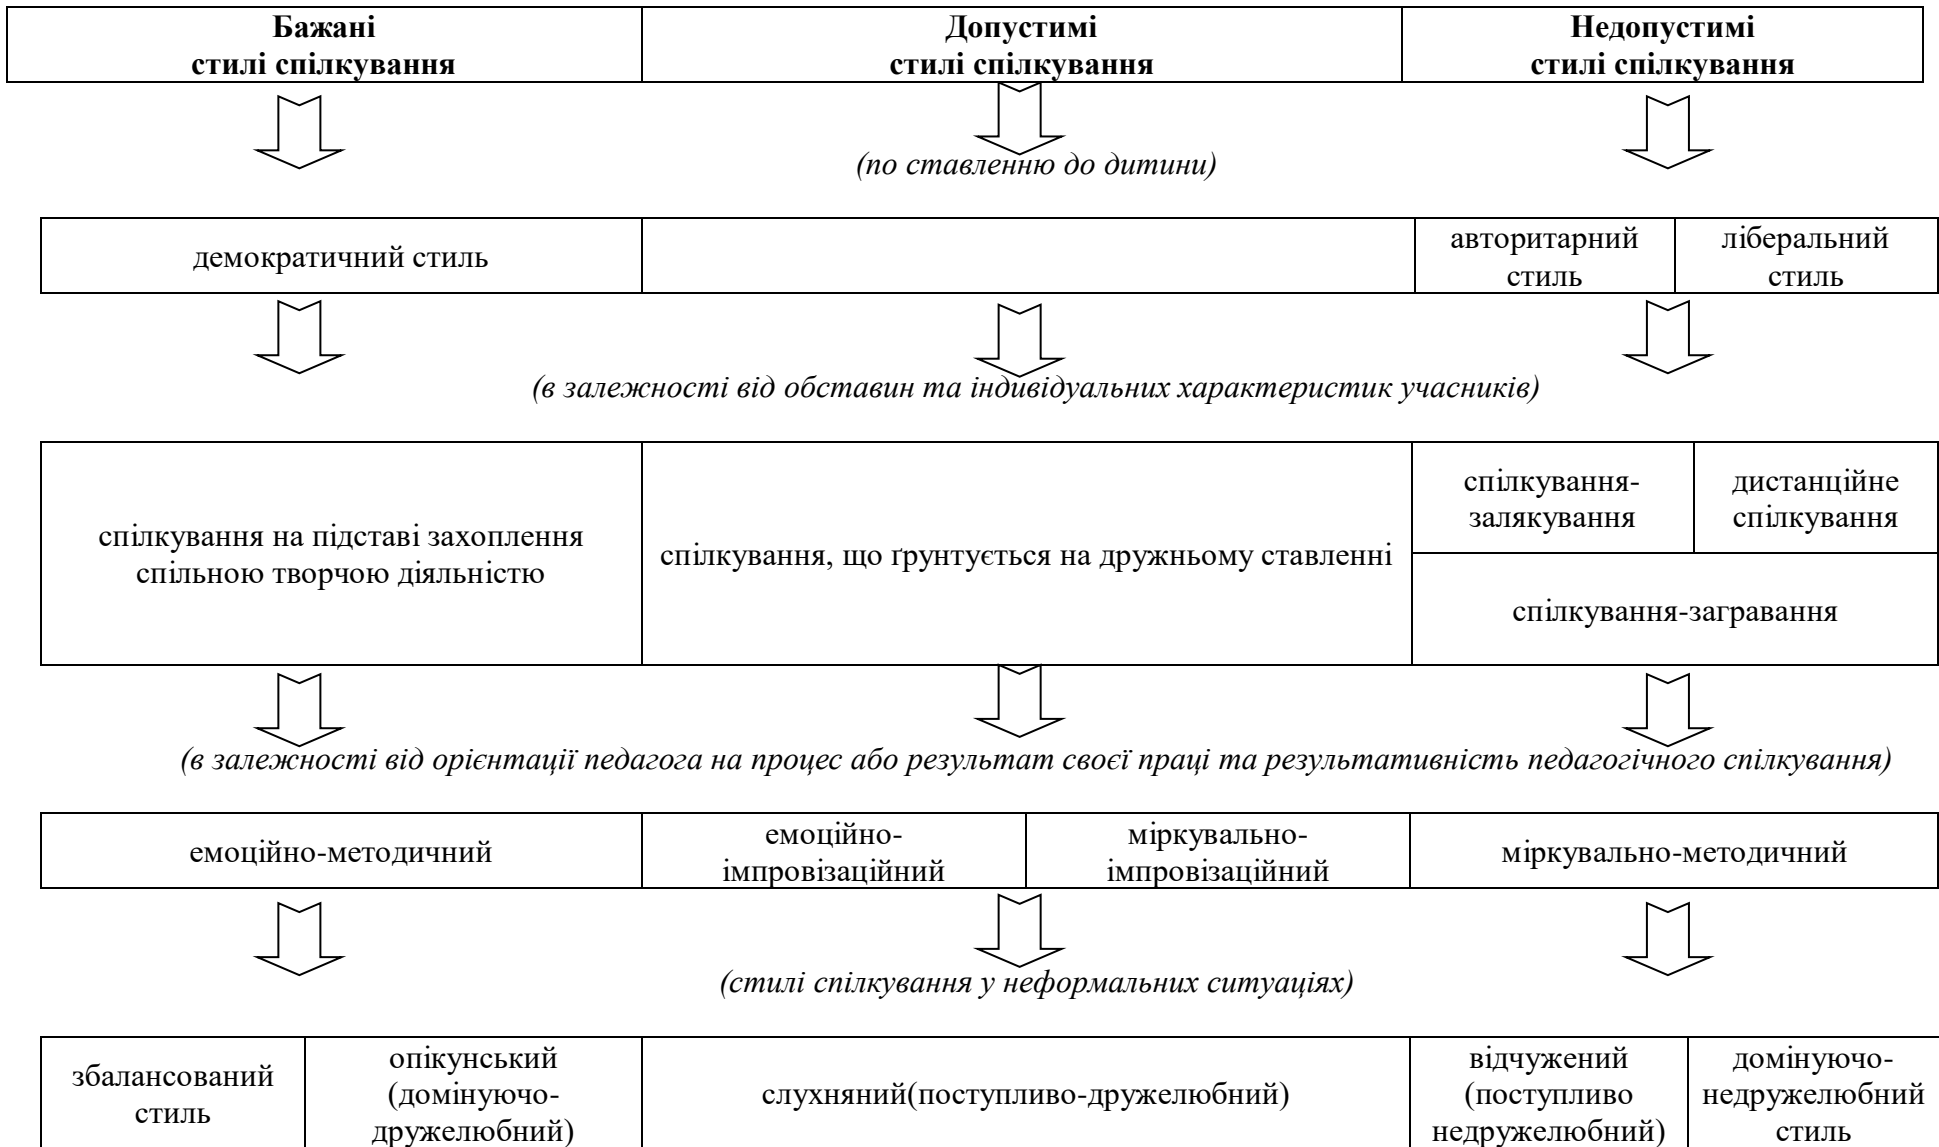 Бажані
стилі спілкування
Допустимі
стилі спілкування
Недопустимі
стилі спілкування
(по ставленню до дитини)
демократичний стиль
авторитарний
стиль
ліберальний
стиль
(в залежності від обставин та індивідуальних характеристик учасників)
спілкування на підставі захоплення
спільною творчою діяльністю
спілкування, що ґрунтується на дружньому ставленні
спілкування-
залякування
дистанційне
спілкування
спілкування-загравання
(в залежності від орієнтації педагога на процес або результат своєї праці та результативність педагогічного спілкування)
емоційно-методичний
емоційно-
імпровізаційний
міркувально-
імпровізаційний
міркувально-методичний
(стилі спілкування у неформальних ситуаціях)
збалансований
стиль
опікунський
(домінуючо-
дружелюбний)
слухняний(поступливо-дружелюбний)
відчужений
(поступливо
недружелюбний)
домінуючо-
недружелюбний
стиль